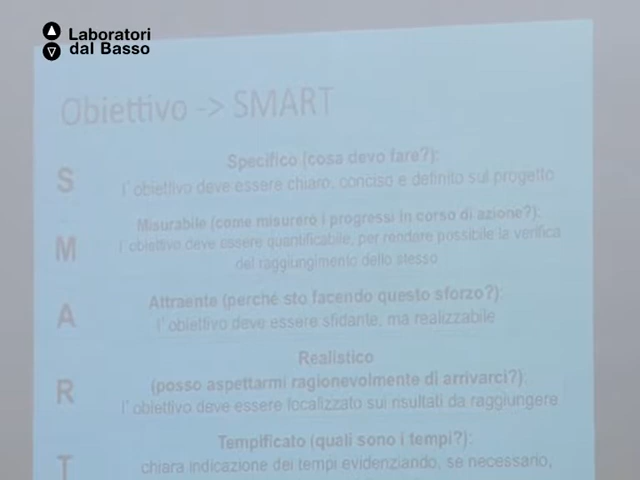 Laboratori
dal Basso
Obiettivo -> SMART
S
Specifico (cosa devo fare?):
l'obiettivo deve essere chiaro, conciso e definito sul progetto
M
Misurabile (come misurerò i progressi in corso di azione?):
l'obiettivo deve essere quantificabile, per rendere possibile la verifica
del raggiungimento dello stesso
A
Attraente (perché sto facendo questo sforzo?):
l'obiettivo deve essere sfidante, ma realizzabile
R
Realistico
(posso aspettarmi ragionevolmente di arrivarci?):
l'obiettivo deve essere focalizzato sui risultati da raggiungere
T
Tempificato (quali sono i tempi?):
chiara indicazione dei tempi evidenziando, se necessario,